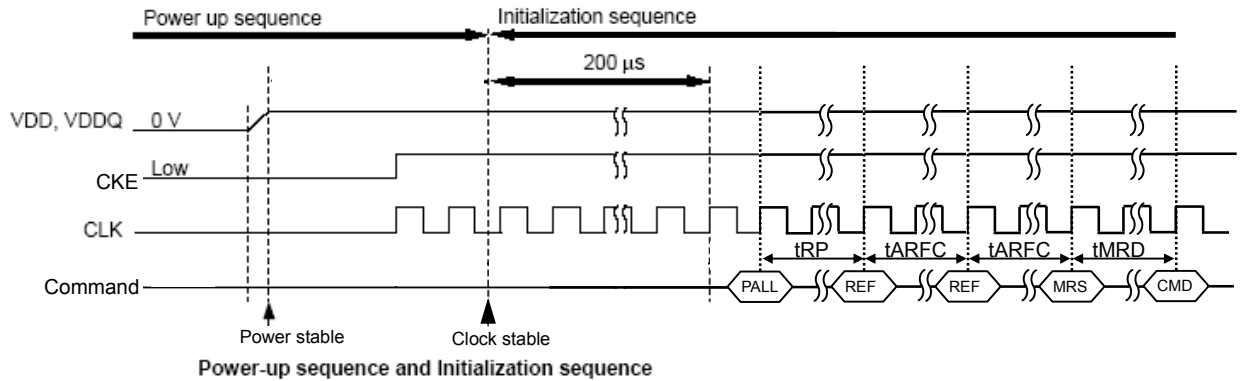 Power up sequence
Initialization sequence
200 µs
VDD, VDDQ 0 V
CKE Low
CLK
tRP tARFC tARFC tMRD
Command PALL REF REF MRS CMD
Power stable
Clock stable
Power-up sequence and Initialization sequence